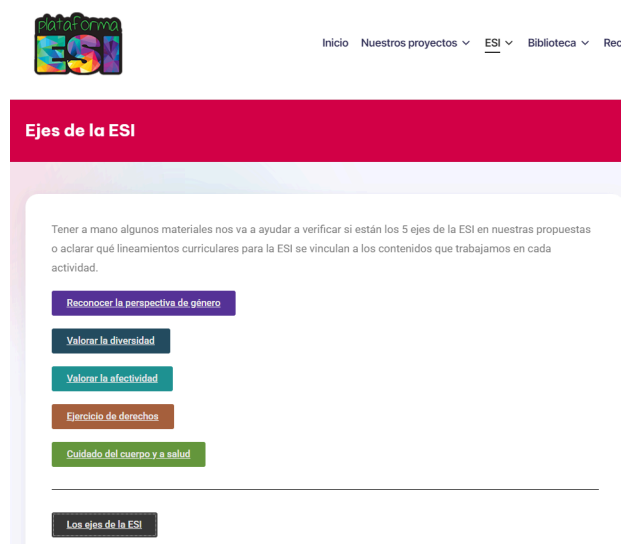 plataforma
ESI
Inicio Nuestros proyectos ESI Biblioteca Rec
Ejes de la ESI
Tener a mano algunos materiales nos va a ayudar a verificar si están los 5 ejes de la ESI en nuestras propuestas
o aclarar qué lineamientos curriculares para la ESI se vinculan a los contenidos que trabajamos en cada
actividad.
Reconocer la perspectiva de género
Valorar la diversidad
Valorar la afectividad
Ejercicio de derechos
Cuidado del cuerpo y a salud
Los ejes de la ESI